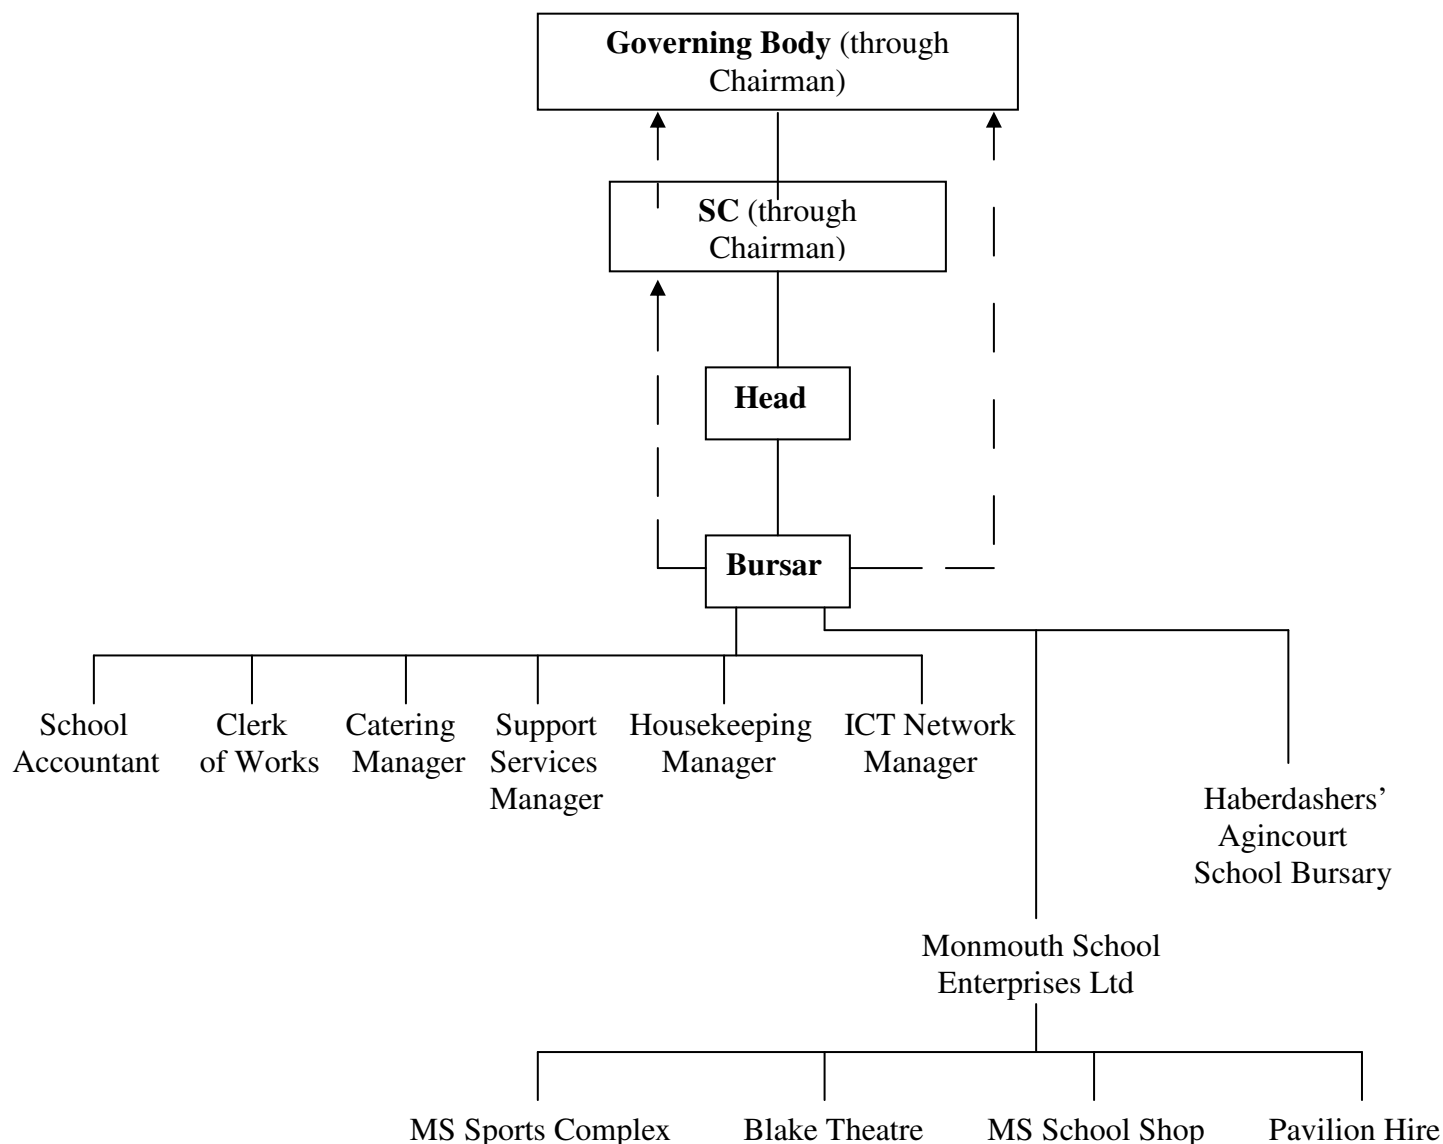 Governing Body (through
Chairman)
SC (through
Chairman)
Head
Bursar
School
Accountant
Clerk
of Works
Catering
Manager
Support
Services
Manager
Housekeeping
Manager
ICT Network
Manager
Haberdashers’
Agincourt
School Bursary
Monmouth School
Enterprises Ltd
MS Sports Complex
Blake Theatre
MS School Shop
Pavilion Hire